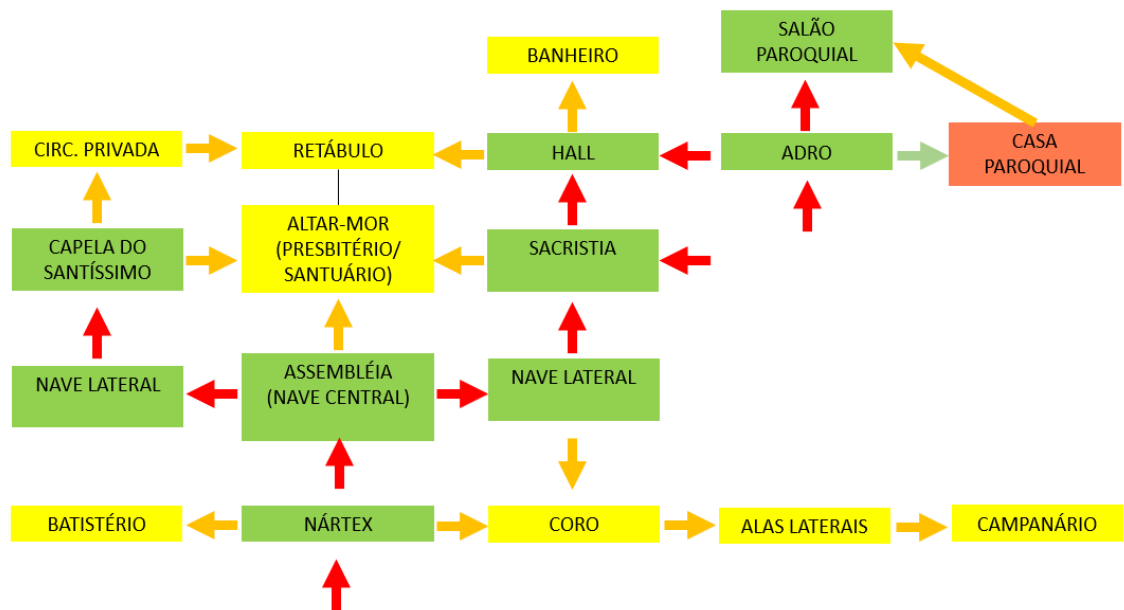 SALÃO
PAROQUIAL
BANHEIRO
CIRC. PRIVADA
RETÁBULO
HALL
ADRO
CASA
PAROQUIAL
CAPELA DO
SANTÍSSIMO
ALTAR-MOR
(PRESBITÉRIO/
SANTUÁRIO)
SACRISTIA
NAVE LATERAL
ASSEMBLÉIA
(NAVE CENTRAL)
NAVE LATERAL
BATISTÉRIO
NÁRTEX
CORO
ALAS LATERAIS
CAMPANÁRIO